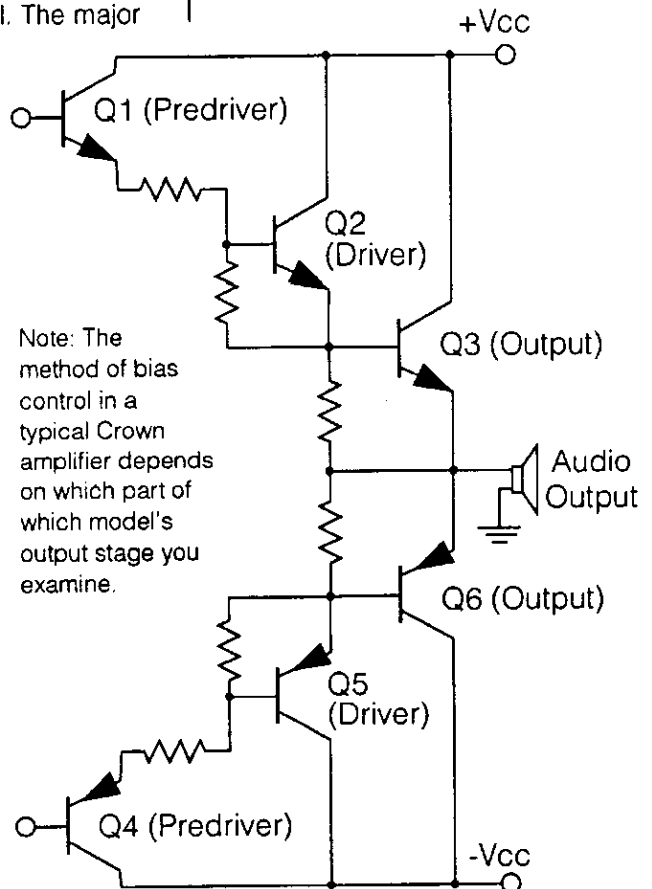 l. The major
+Vcc
Q1 (Predriver)
Q2
(Driver)
Note: The
method of bias
control in a
typical Crown
amplifier depends
on which part of
which model's
output stage you
examine.
Q3 (Output)
Audio
Output
Q6 (Output)
Q5
(Driver)
Q4 (Predriver)
-Vcc